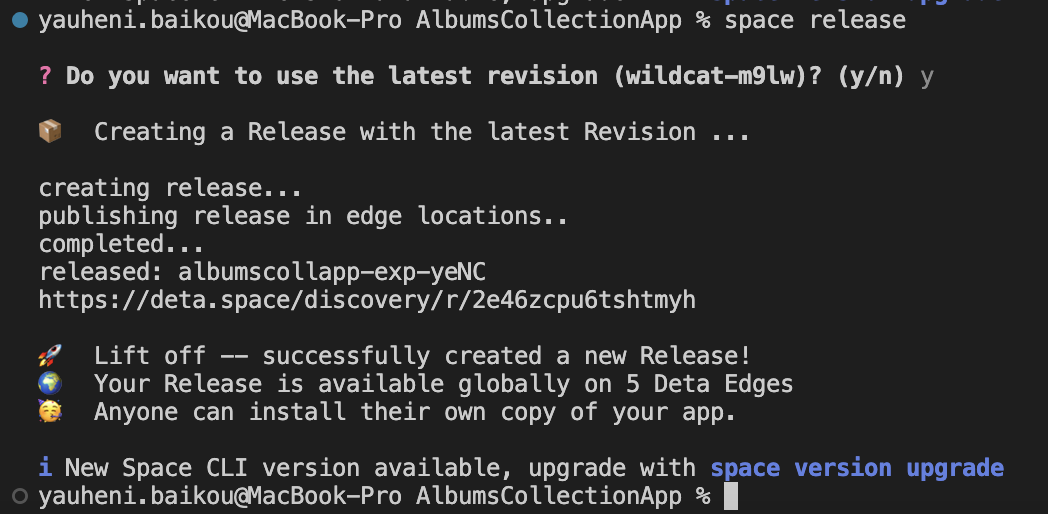 yauheni.baikou@MacBook-Pro AlbumsCollectionApp % space release
? Do you want to use the latest revision (wildcat-m9lw)? (y/n) y
📦 Creating a Release with the latest Revision ...
creating release...
publishing release in edge locations..
completed...
released: albumscollapp-exp-yeNC
https://deta.space/discovery/r/2e46zcpu6tshtmyh
🚀 Lift off -- successfully created a new Release!
🌍 Your Release is available globally on 5 Deta Edges
🥳 Anyone can install their own copy of your app.
i New Space CLI version available, upgrade with space version upgrade
yauheni.baikou@MacBook-Pro AlbumsCollectionApp %